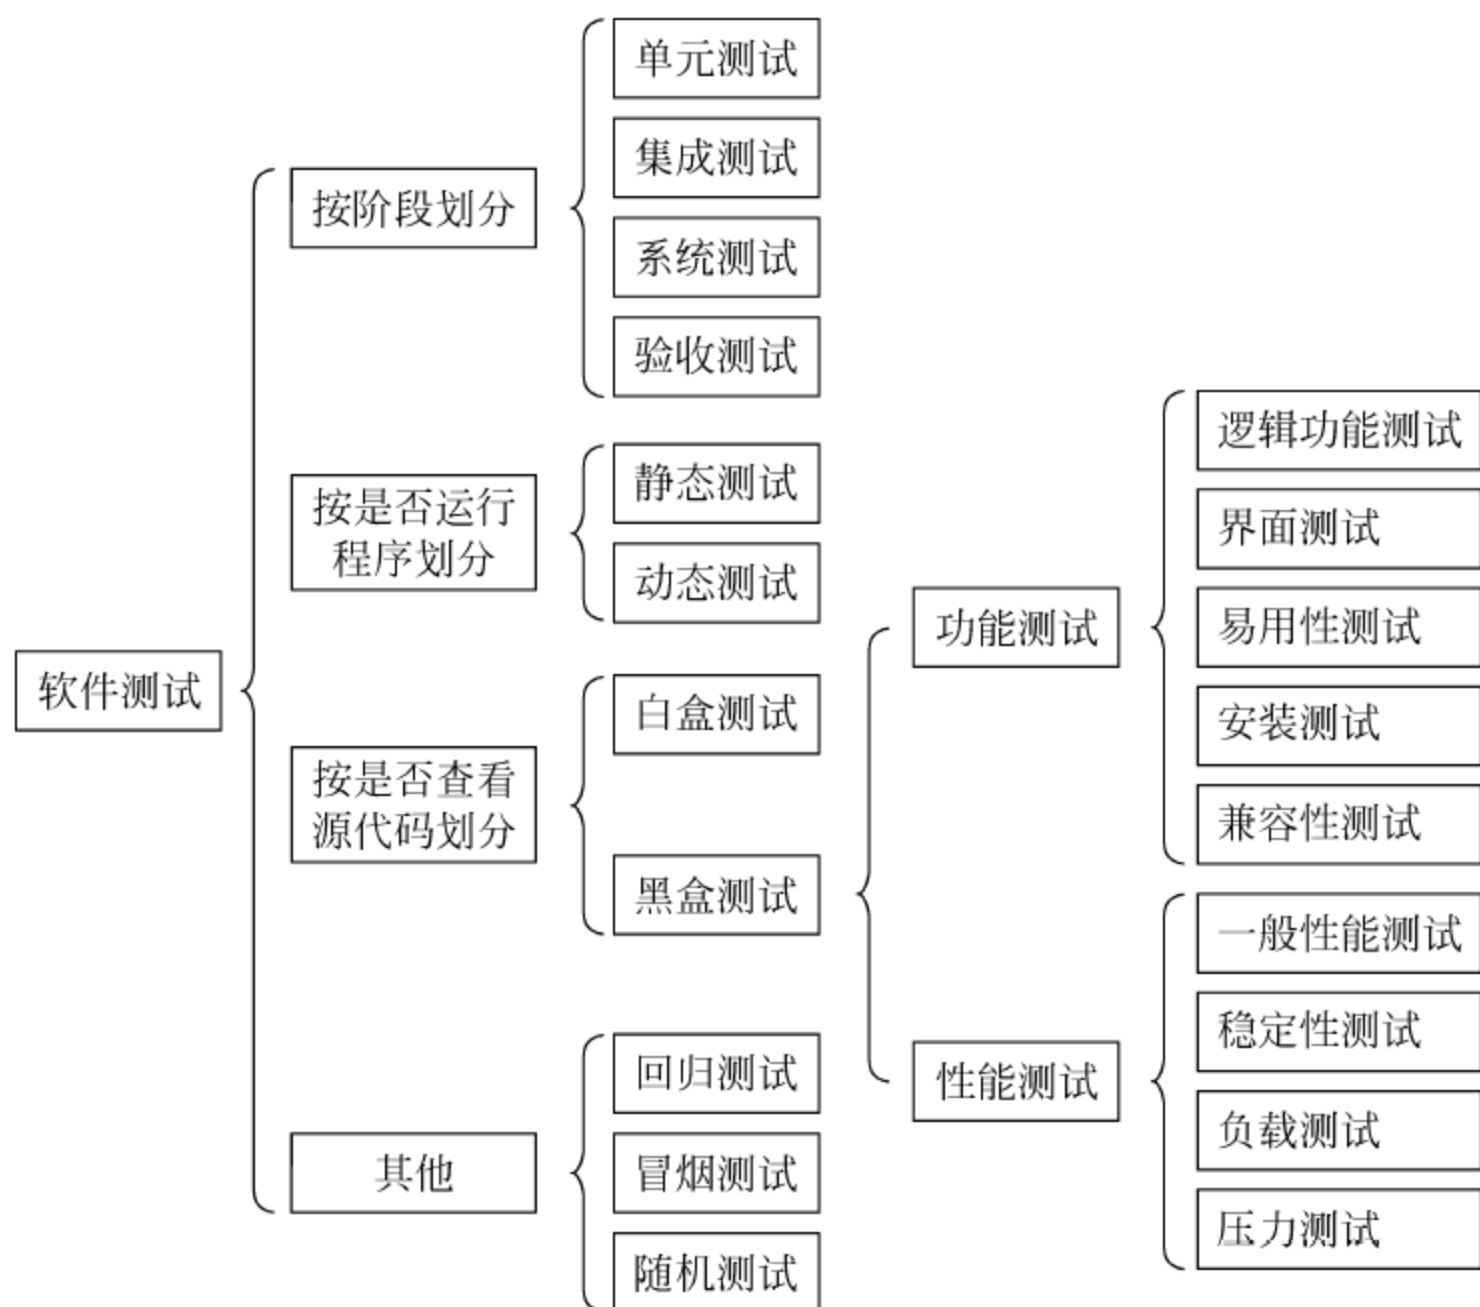 软件测试
按阶段划分
单元测试
集成测试
系统测试
验收测试
按是否运行
程序划分
静态测试
动态测试
按是否查看
源代码划分
白盒测试
黑盒测试
功能测试
逻辑功能测试
界面测试
易用性测试
安装测试
兼容性测试
性能测试
一般性能测试
稳定性测试
负载测试
压力测试
其他
回归测试
冒烟测试
随机测试